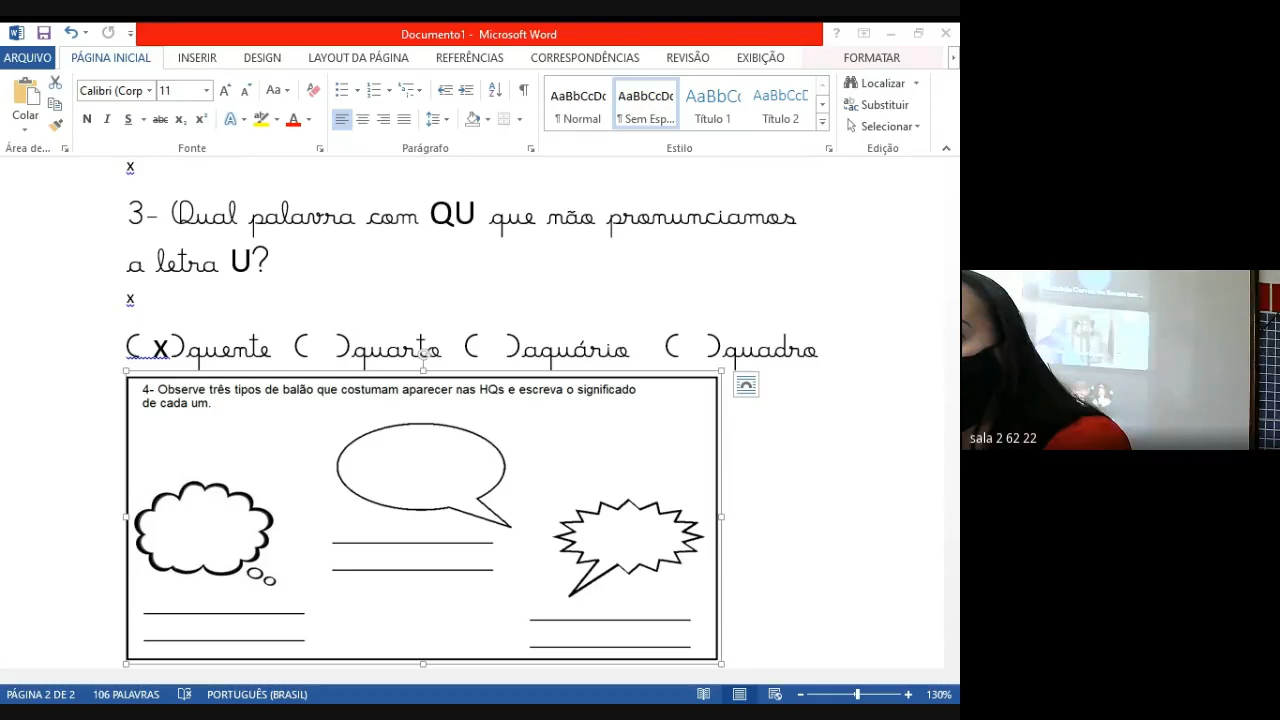 Documento1 - Microsoft Word
ARQUIVO PÁGINA INICIAL INSERIR DESIGN LAYOUT DA PÁGINA REFERÊNCIAS CORRESPONDÊNCIAS REVISÃO EXIBIÇÃO FORMATAR
Calibri (Corp 11 Aa
AaBbCcDc AaBbCcDc AaBbC( AaBbCcE
Localizar
Substituir
Selecionar
Colar
N I S abc x₂ x² A A
¶ Normal ¶ Sem Esp... Título 1 Título 2
Área de... Fonte Parágrafo Estilo Edição
x
3- Qual palavra com QU que não pronunciamos
a letra U?
x
( x)quente ( )quarto ( )aquário ( )quadro
4- Observe três tipos de balão que costumam aparecer nas HQs e escreva o significado
de cada um.
sala 2 62 22
PÁGINA 2 DE 2 106 PALAVRAS PORTUGUÊS (BRASIL) 130%